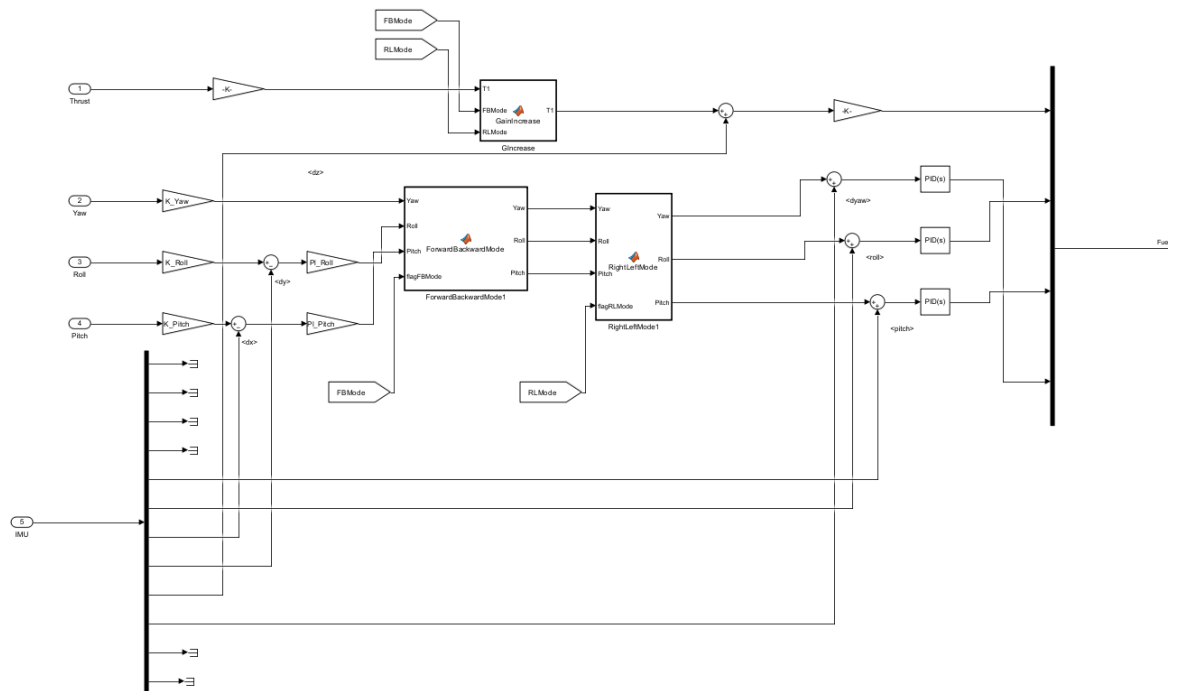 FBMode
RLMode
1
Thrust
-K-
T1
FBMode
RLMode
GainIncrease
T1
GIncrease
+
+
-K-
<dz>
2
Yaw
K_Yaw
3
Roll
K_Roll
+
-
<dy>
PI_Roll
4
Pitch
K_Pitch
+
-
<dx>
PI_Pitch
Yaw
Roll
Pitch
flagFBMode
ForwardBackwardMode
Yaw
Roll
Pitch
ForwardBackwardMode1
Yaw
Roll
Pitch
flagRLMode
RightLeftMode
Yaw
Roll
Pitch
RightLeftMode1
<dyaw>
PID(s)
<roll>
PID(s)
<pitch>
PID(s)
FBMode
RLMode
5
IMU